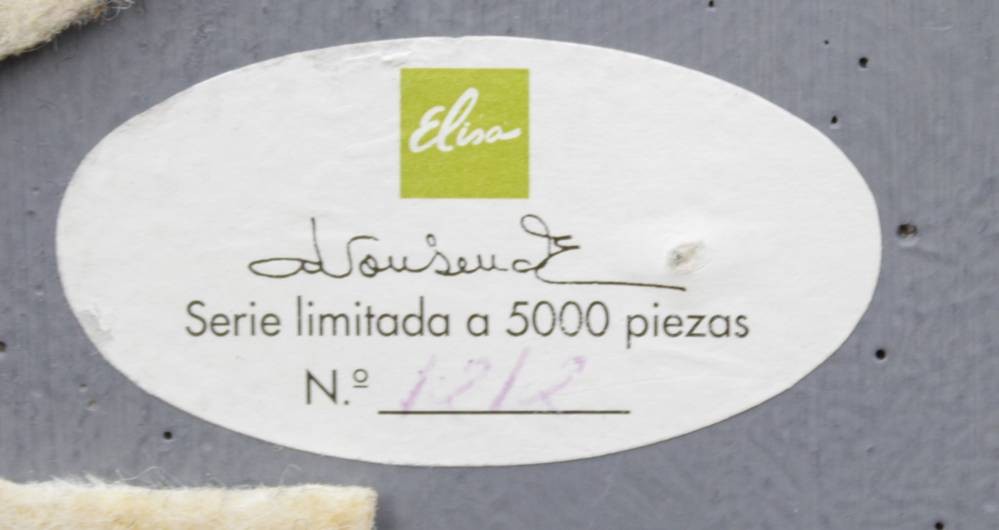 Elisa
Serie limitada a 5000 piezas
N.º 1212